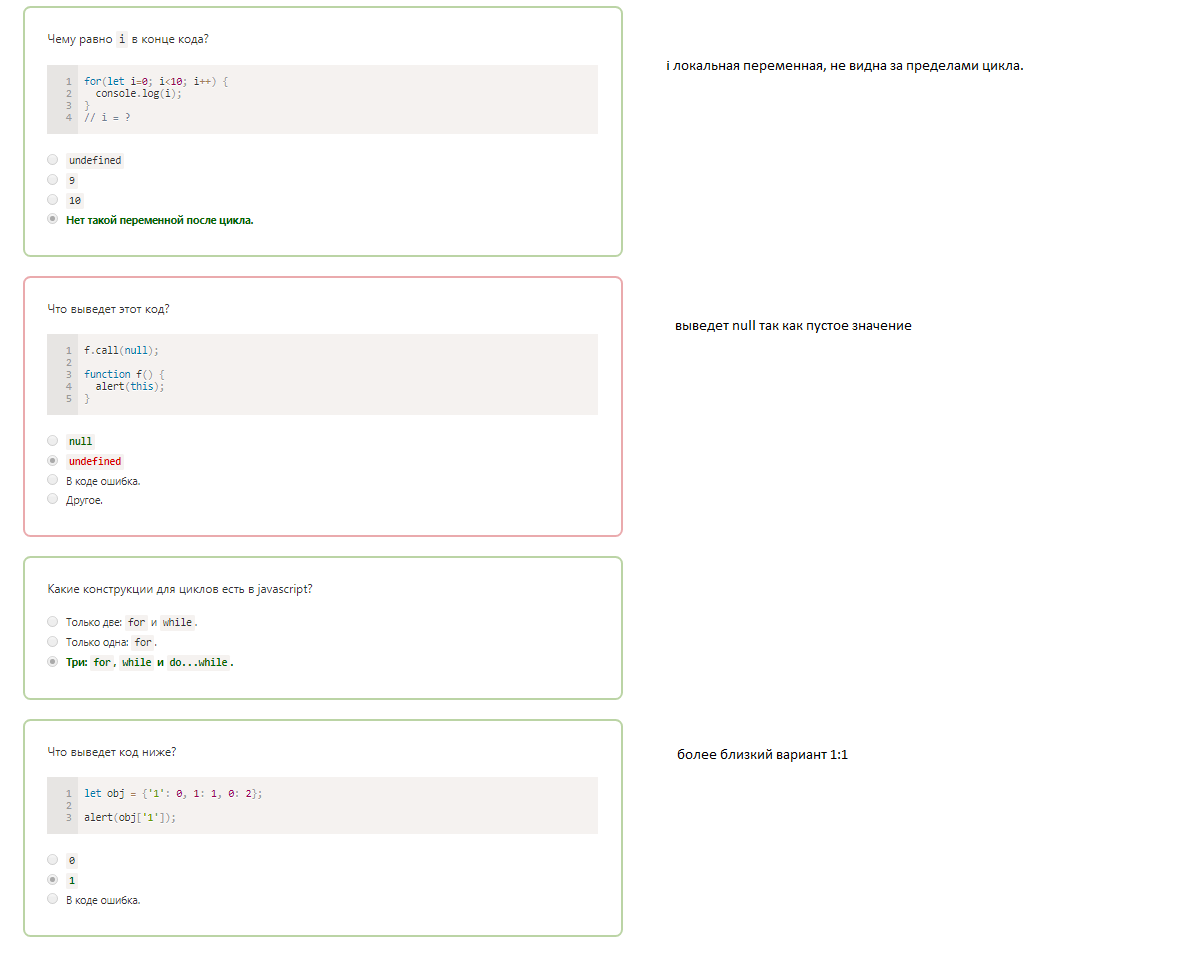 Чему равно i в конце кода?
i локальная переменная, не видна за пределами цикла.
1 for(let i=0; i<10; i++) {
2 console.log(i);
3 }
4 // i = ?
undefined
9
10
Нет такой переменной после цикла.
Что выведет этот код?
выведет null так как пустое значение
1 f.call(null);
2
3 function f() {
4 alert(this);
5 }
null
undefined
В коде ошибка.
Другое.
Какие конструкции для циклов есть в javascript?
Только две: for и while.
Только одна: for.
Три: for, while и do...while.
Что выведет код ниже?
более близкий вариант 1:1
1 let obj = {'1': 0, 1: 1, 0: 2};
2
3 alert(obj['1']);
0
1
В коде ошибка.